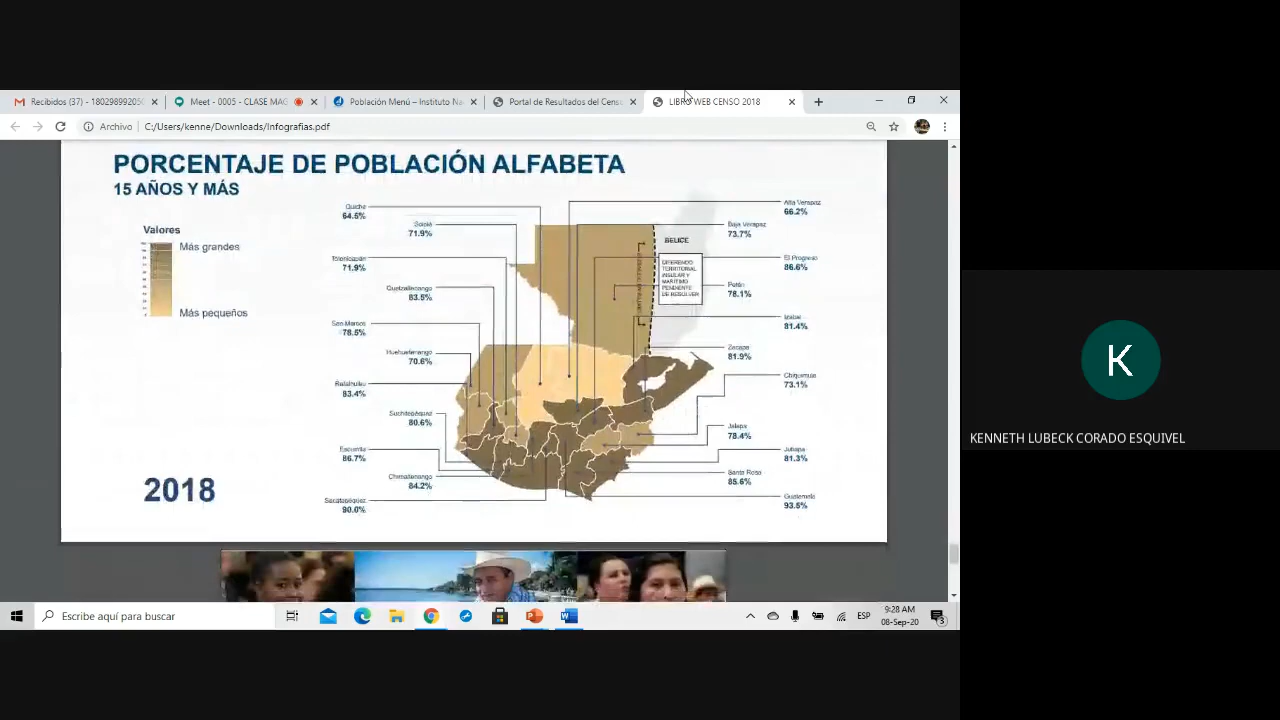 Recibidos (37) - 1802989920
Meet - 0005 - CLASE MAG
Población Menú – Instituto Na
Portal de Resultados del Censo
LIBRO WEB CENSO 2018
Archivo
C:/Users/kenne/Downloads/Infografias.pdf
PORCENTAJE DE POBLACIÓN ALFABETA
15 AÑOS Y MÁS
Valores
Más grandes
Más pequeños
Quiché
64.5%
Sololá
71.9%
Totonicapán
71.9%
Quetzaltenango
83.5%
San Marcos
78.5%
Huehuetenango
70.6%
Retalhuleu
83.4%
Suchitepéquez
80.6%
Escuintla
86.7%
Chimaltenango
84.2%
Sacatepéquez
90.0%
Alta Verapaz
66.2%
Baja Verapaz
73.7%
El Progreso
86.6%
Petén
78.1%
Izabal
81.4%
Zacapa
81.9%
Chiquimula
73.1%
Jalapa
78.4%
Jutiapa
81.3%
Santa Rosa
85.6%
Guatemala
93.5%
BELICE
DIFERENDO
TERRITORIAL
INSULAR Y
MARÍTIMO
PENDIENTE
DE RESOLVER
2018
K
KENNETH LUBECK CORADO ESQUIVEL
Escribe aquí para buscar
ESP
9:28 AM
08-Sep-20
3